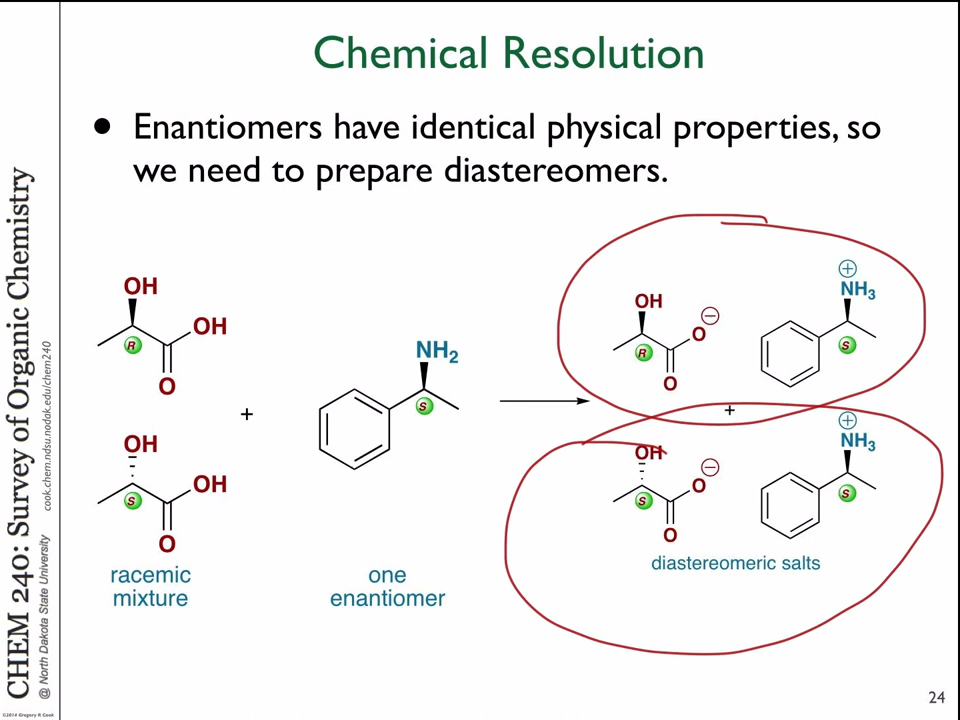 Chemical Resolution
• Enantiomers have identical physical properties, so
we need to prepare diastereomers.
OH
OH
R
O
+
OH
OH
S
O
racemic
mixture
NH2
S
one
enantiomer
OH
O
⊖
R
O
⊕
NH3
S
+
OH
O
⊖
S
O
⊕
NH3
S
diastereomeric salts
CHEM 240: Survey of Organic Chemistry
@ North Dakota State University cook.chem.ndsu.nodak.edu/chem240
©2014 Gregory R Cook
24